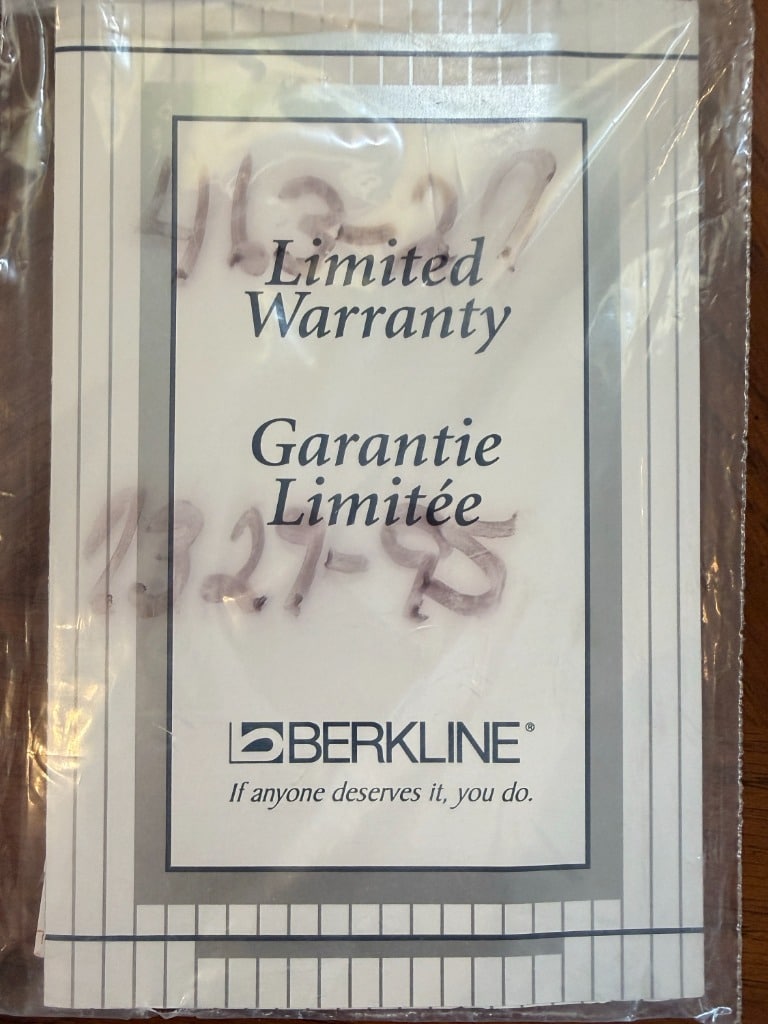 Limited
Warranty
Garantie
Limitée
BERKLINE®
If anyone deserves it, you do.